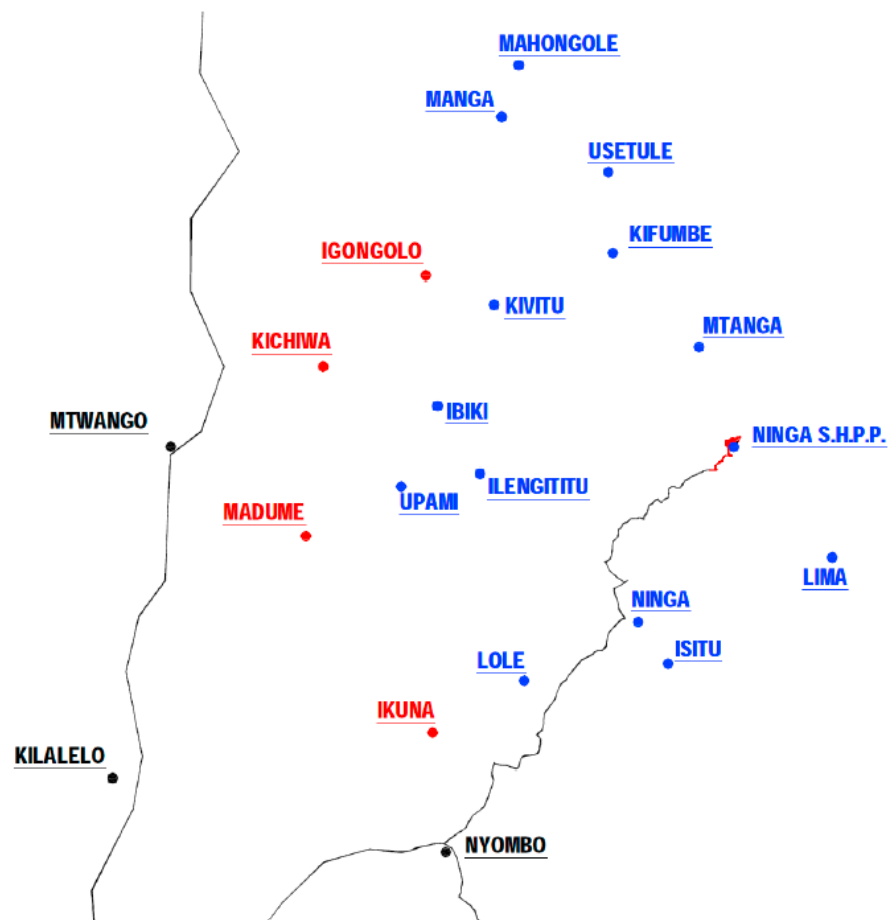 MAHONGOLE
MANGA
USETULE
KIFUMBE
IGONGOLO
KIVITU
MTANGA
KICHIWA
IBIKI
MTWANGO
NINGA S.H.P.P.
ILENGITITU
UPAMI
MADUME
LIMA
NINGA
ISITU
LOLE
IKUNA
KILALELO
NYOMBO